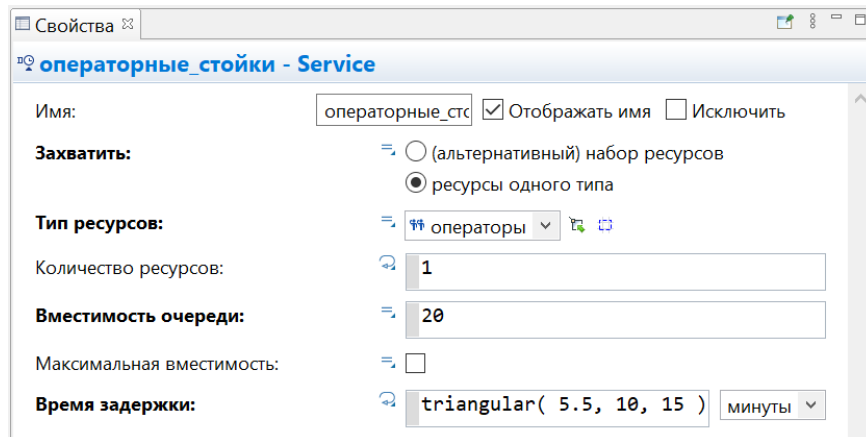 Свойства
операторные_стойки - Service
Имя: операторные_сто Отображать имя Исключить
Захватить: (альтернативный) набор ресурсов
ресурсы одного типа
Тип ресурсов: операторы
Количество ресурсов: 1
Вместимость очереди: 20
Максимальная вместимость:
Время задержки: triangular( 5.5, 10, 15 ) минуты